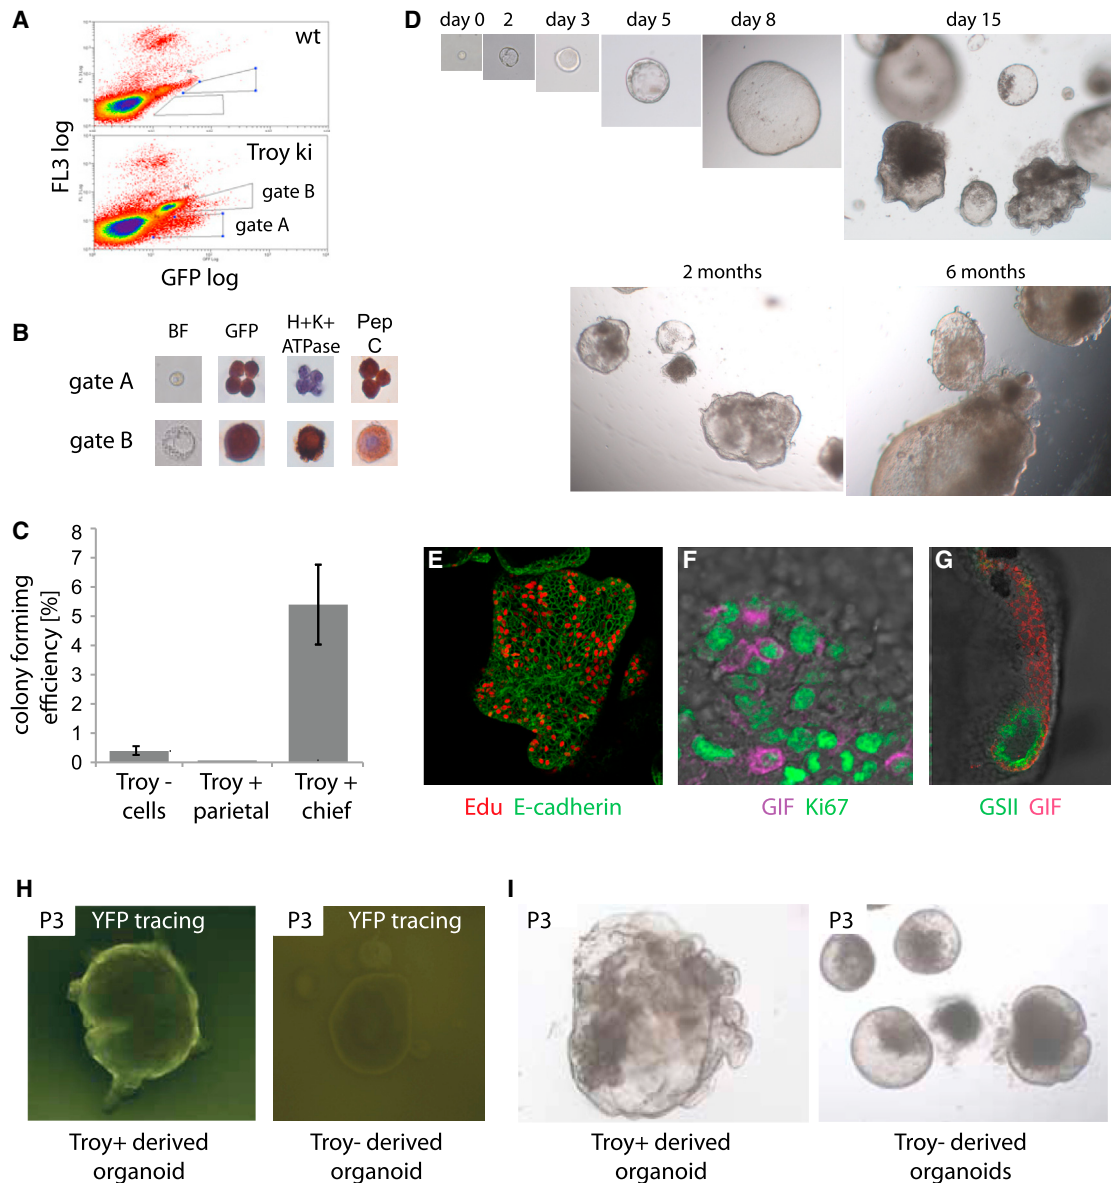 A
wt
Troy ki
gate B
gate A
FL3 log
GFP log
B
BF
GFP
H+K+
ATPase
Pep
C
gate A
gate B
C
8
7
6
5
4
3
2
1
0
colony formimg
efficiency [%]
Troy -
cells
Troy +
parietal
Troy +
chief
D
day 0
2
day 3
day 5
day 8
day 15
2 months
6 months
E
Edu E-cadherin
F
GIF Ki67
G
GSII GIF
H
P3
YFP tracing
P3
YFP tracing
Troy+ derived
organoid
Troy- derived
organoid
I
P3
P3
Troy+ derived
organoid
Troy- derived
organoids